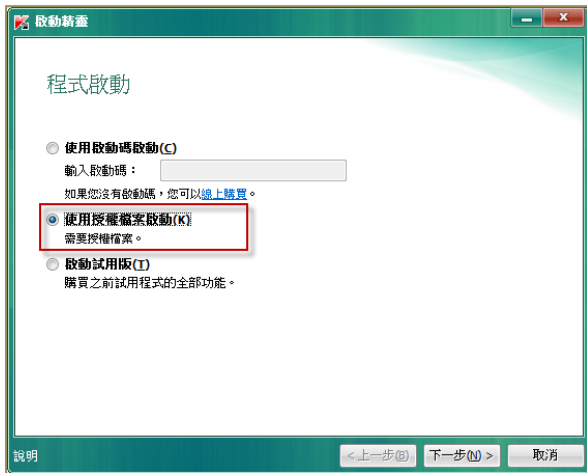 啟動精靈
程式啟動
使用啟動碼啟動(C)
輸入啟動碼：
如果您沒有啟動碼，您可以線上購買。
使用授權檔案啟動(K)
需要授權檔案。
啟動試用版(T)
購買之前試用程式的全部功能。
說明
<上一步(B)
下一步(N) >
取消